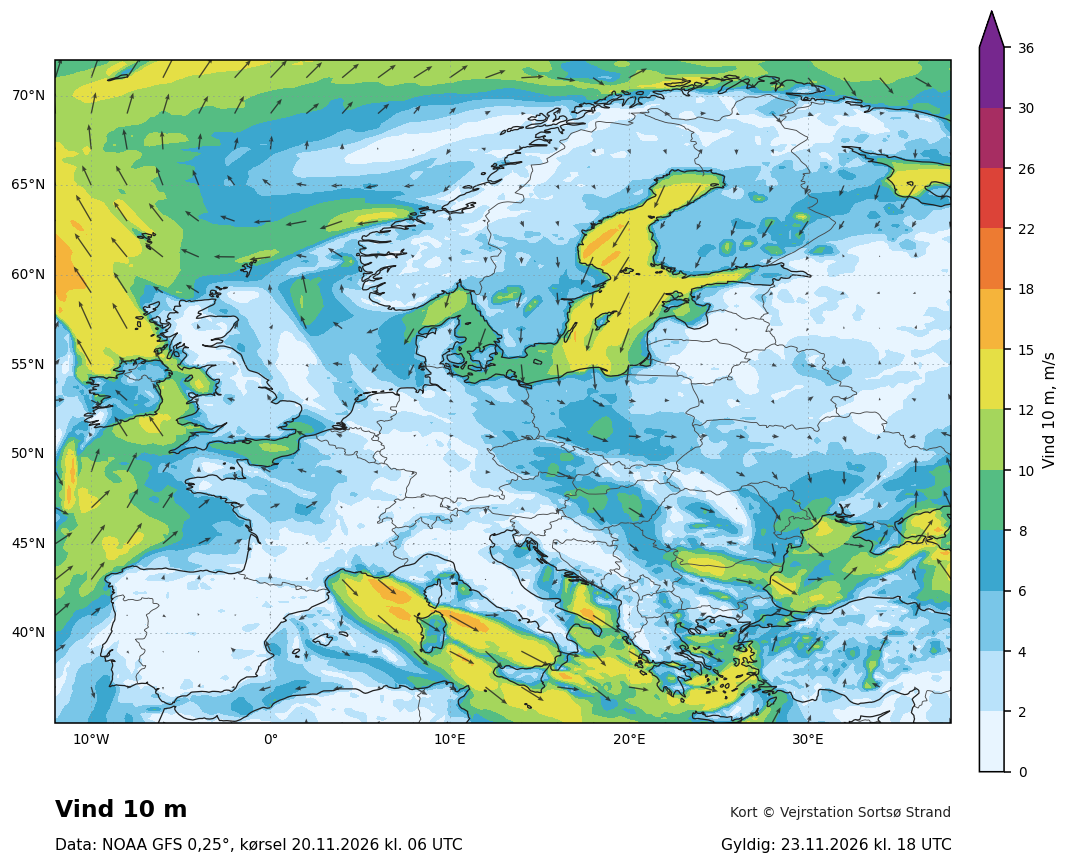 36
30
26
22
18
15
12
10
8
6
4
2
0
Vind 10 m, m/s
70°N
65°N
60°N
55°N
50°N
45°N
40°N
10°W
0°
10°E
20°E
30°E
Vind 10 m
Kort © Vejrstation Sortsø Strand
Data: NOAA GFS 0,25°, kørsel 20.11.2026 kl. 06 UTC
Gyldig: 23.11.2026 kl. 18 UTC